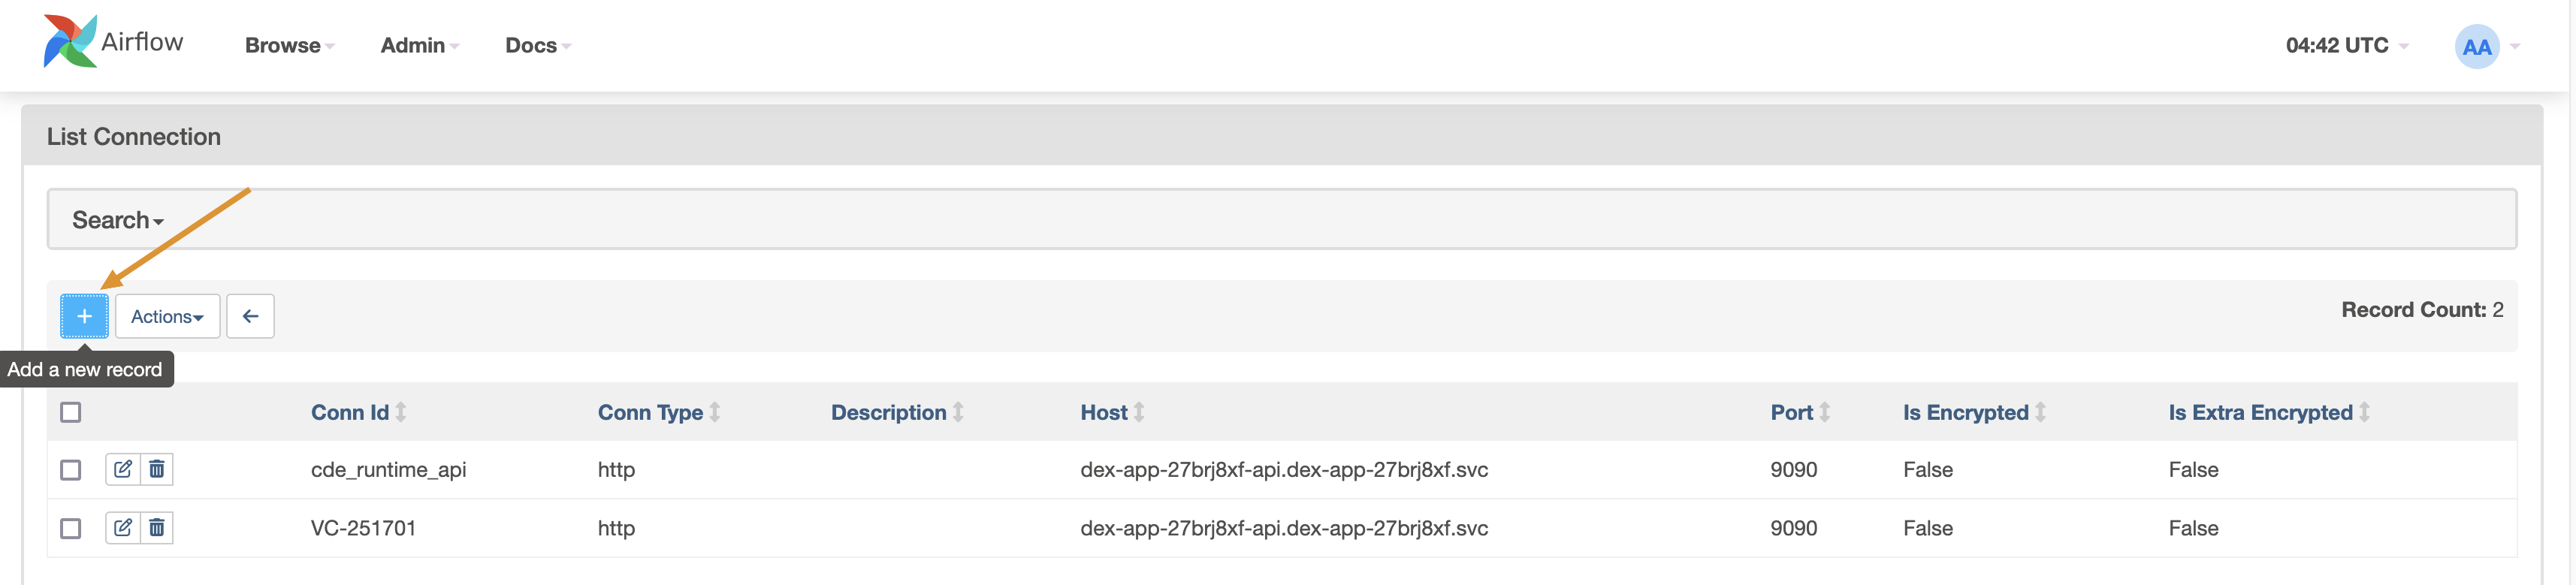 Airflow Browse Admin Docs 04:42 UTC AA
List Connection
Search
+ Actions Record Count: 2
Add a new record
Conn Id Conn Type Description Host Port Is Encrypted Is Extra Encrypted
cde_runtime_api http dex-app-27brj8xf-api.dex-app-27brj8xf.svc 9090 False False
VC-251701 http dex-app-27brj8xf-api.dex-app-27brj8xf.svc 9090 False False